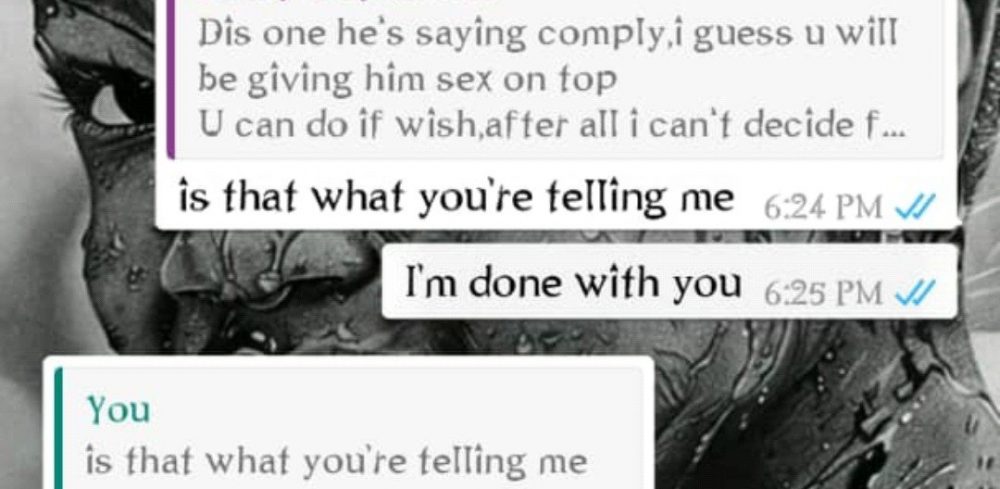 Dis one he's saying comply,i guess u will
be giving him sex on top
U can do if wish,after all i can't decide f...
is that what you're telling me 6:24 PM
I'm done with you 6:25 PM
You
is that what you're telling me